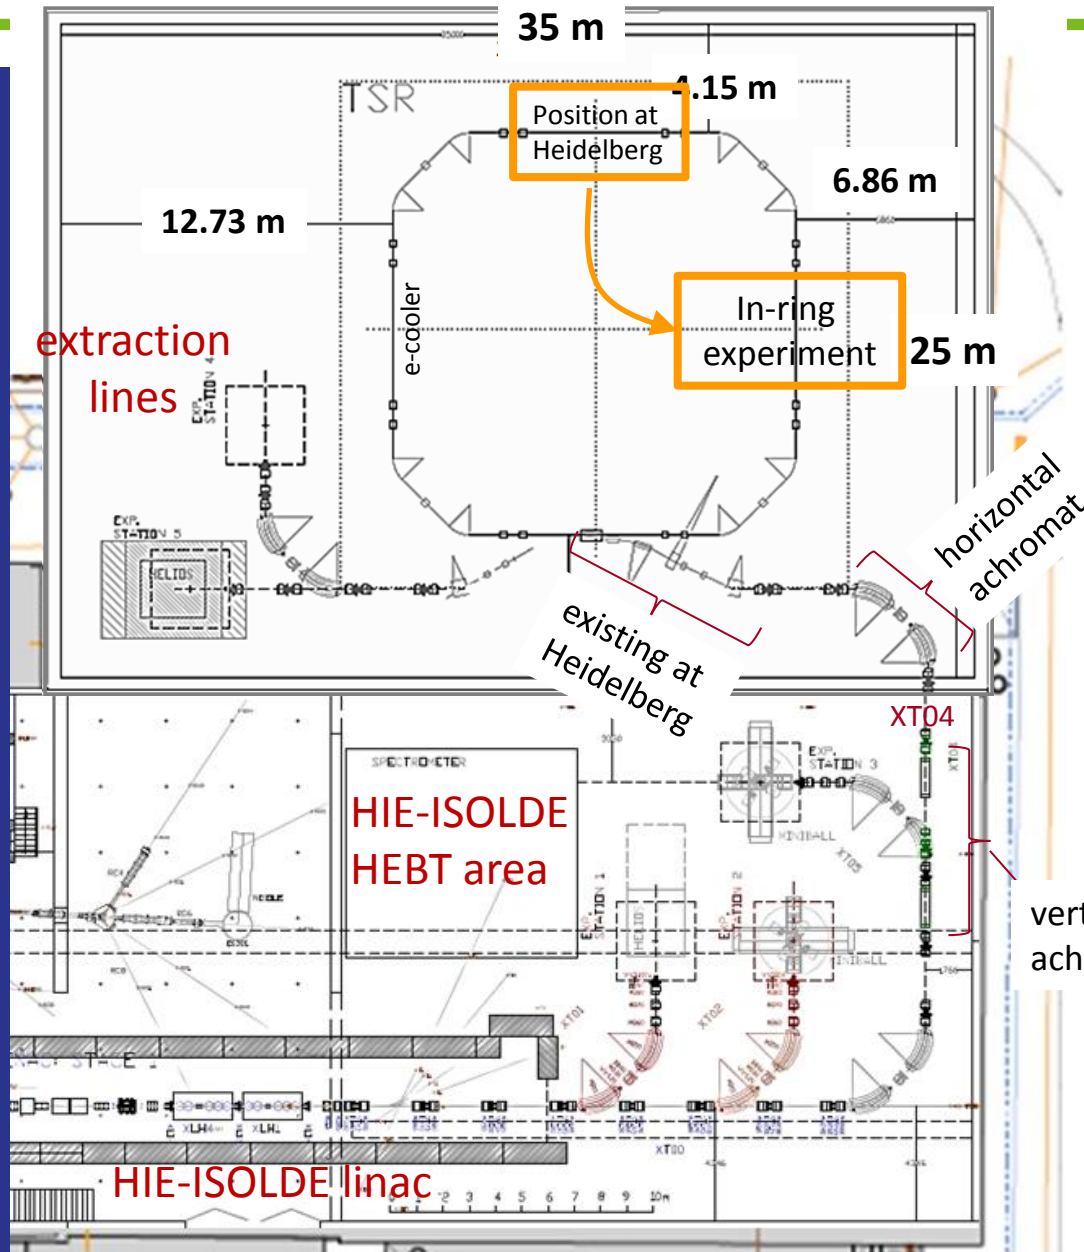 35 m
35000
TSR
4.15 m
Position at
Heidelberg
6.86 m
12.73 m
In-ring
experiment
25 m
e-cooler
extraction
lines
EXP.
STATION 4
EXP.
STATION 5
HELIOS
horizontal
achromat
existing at
Heidelberg
XT04
XT04
SPECTROMETER
EXP.
STATION 3
MINIBALL
XT05
HIE-ISOLDE
HEBT area
EXP.
STATION 1
HELIOS
EXP.
STATION 2
MINIBALL
vert
ach
XT01
XT02
XT00
HIE-ISOLDE linac
1 2 3 4 5 6 7 8 9 10m